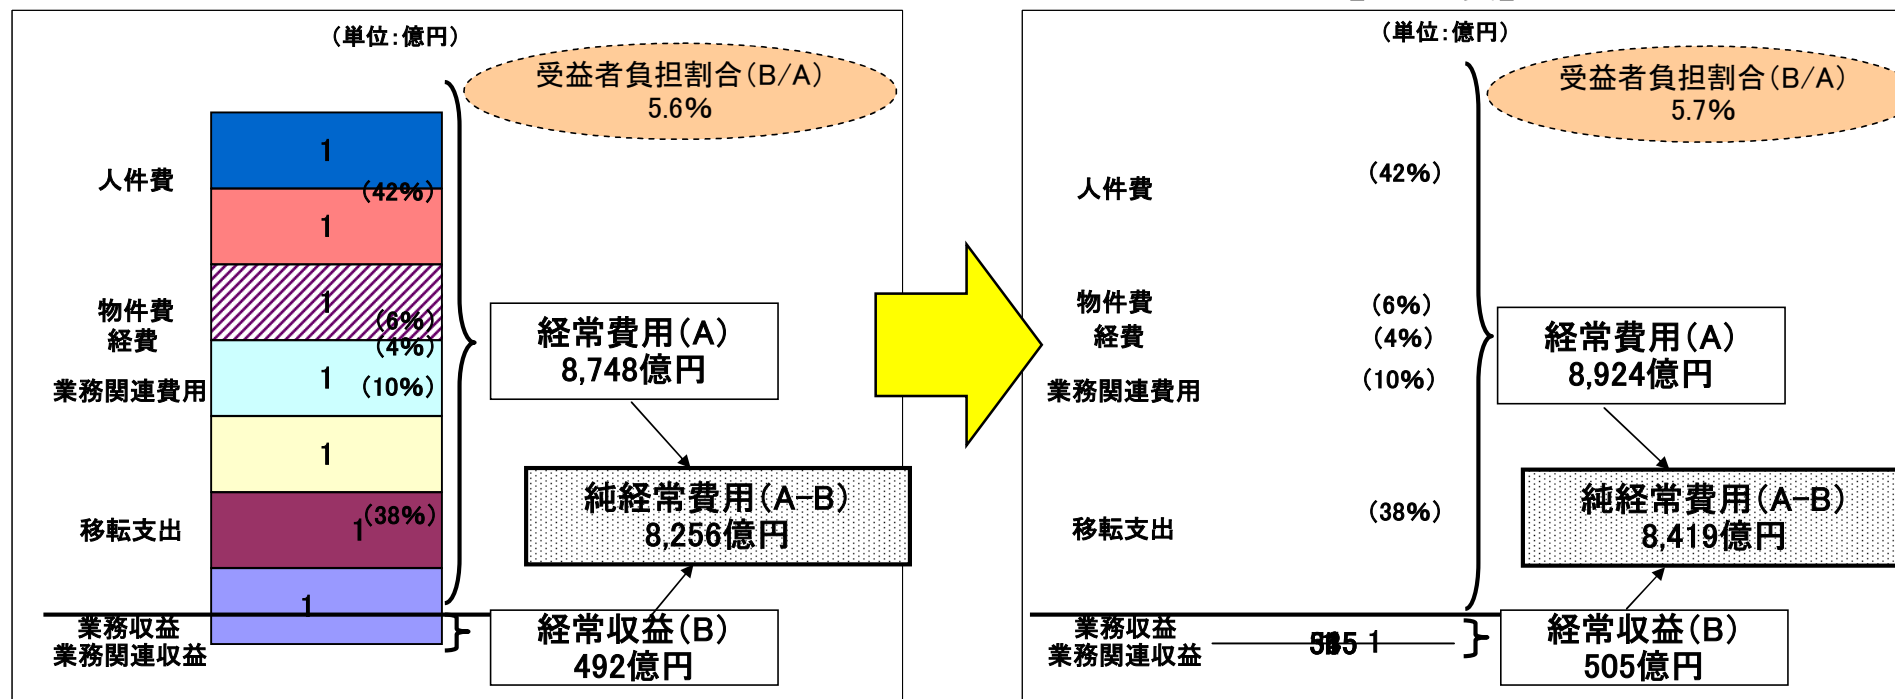 (単位:億円)
受益者負担割合(B/A)
5.6%
1
人件費
(42%)
1
1
物件費
(6%)
経費
(4%)
1
業務関連費用
(10%)
1
移転支出
1
(38%)
1
業務収益
業務関連収益
経常費用(A)
8,748億円
純経常費用(A-B)
8,256億円
経常収益(B)
492億円
(単位:億円)
受益者負担割合(B/A)
5.7%
人件費
(42%)
物件費
(6%)
経費
(4%)
業務関連費用
(10%)
移転支出
(38%)
業務収益
業務関連収益
1
経常費用(A)
8,924億円
純経常費用(A-B)
8,419億円
経常収益(B)
505億円